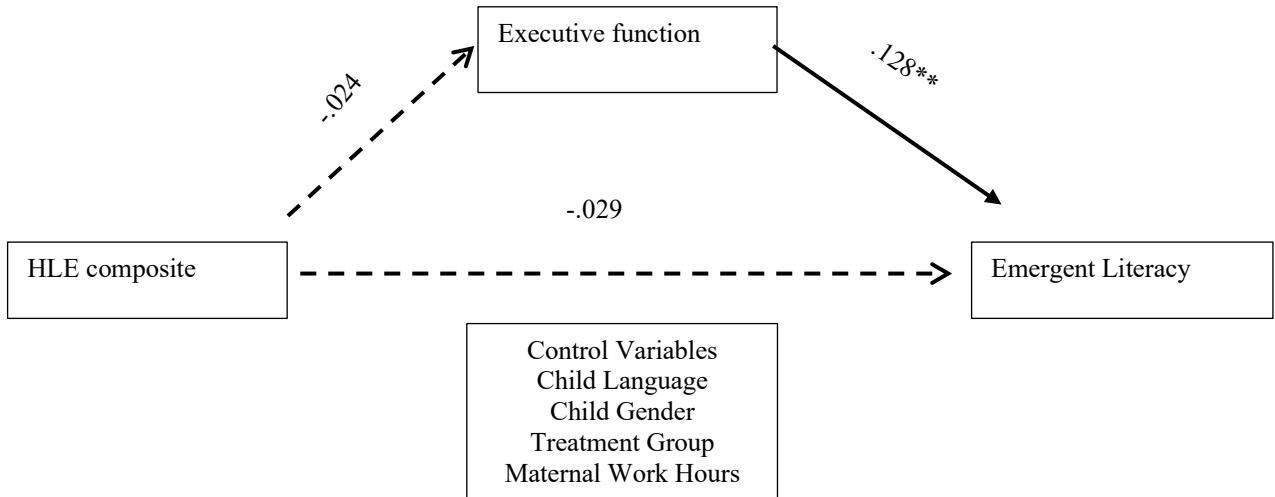 Executive function
.128**
-.024
-.029
HLE composite
Emergent Literacy
Control Variables
Child Language
Child Gender
Treatment Group
Maternal Work Hours